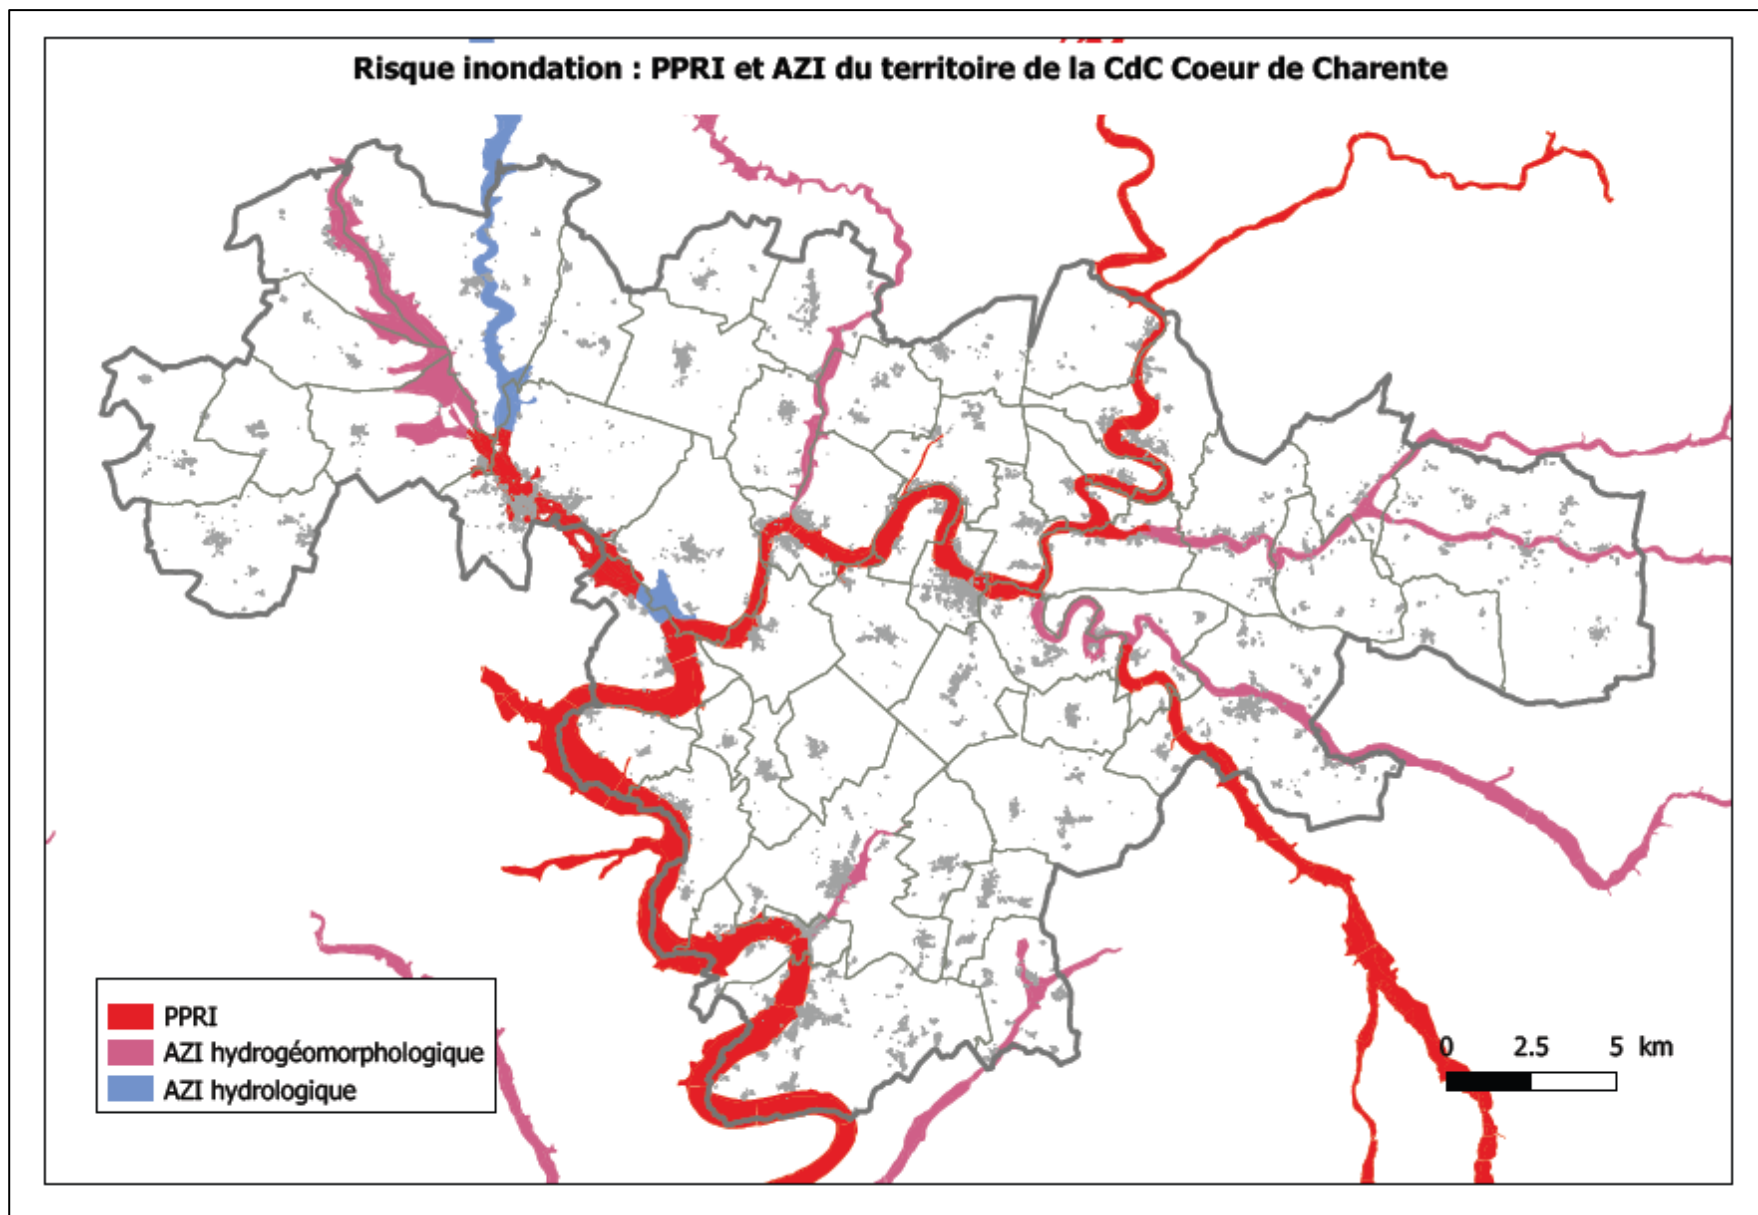 Risque inondation : PPRI et AZI du territoire de la CdC Coeur de Charente
PPRI
AZI hydrogéomorphologique
AZI hydrologique
0 2.5 5 km